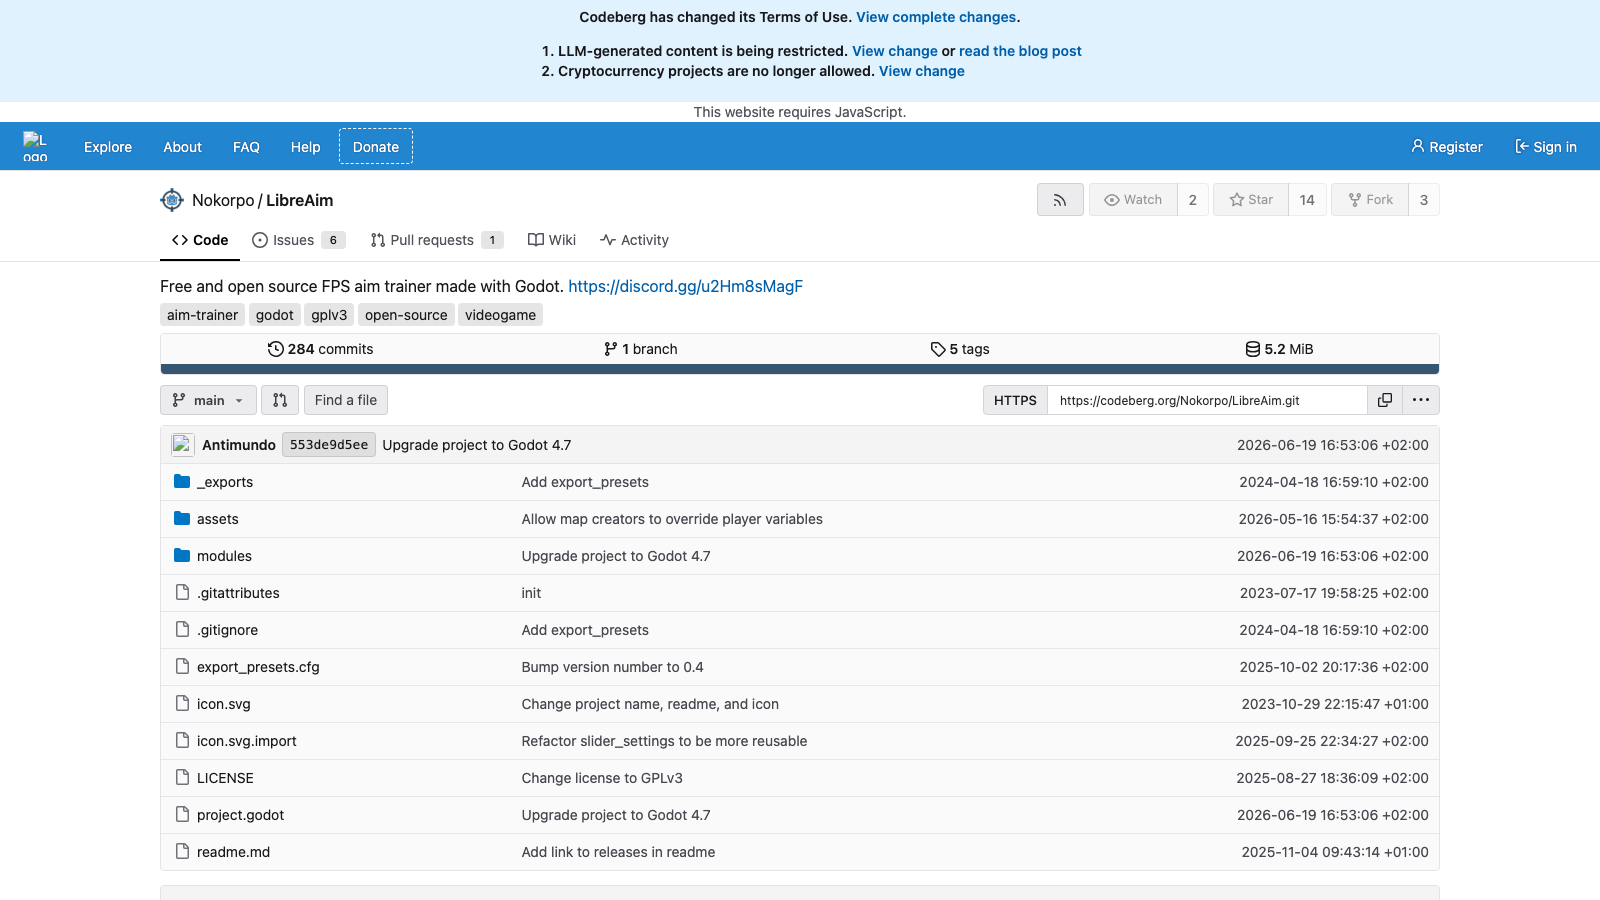 Codeberg has changed its Terms of Use. View complete changes.
1. LLM-generated content is being restricted. View change or read the blog post
2. Cryptocurrency projects are no longer allowed. View change
This website requires JavaScript.
Logo
Explore
About
FAQ
Help
Donate
Register
Sign in
Nokorpo / LibreAim
Watch 2
Star 14
Fork 3
Code
Issues 6
Pull requests 1
Wiki
Activity
Free and open source FPS aim trainer made with Godot. https://discord.gg/u2Hm8sMagF
aim-trainer godot gplv3 open-source videogame
284 commits
1 branch
5 tags
5.2 MiB
main
Find a file
HTTPS
https://codeberg.org/Nokorpo/LibreAim.git
Antimundo 553de9d5ee Upgrade project to Godot 4.7 2026-06-19 16:53:06 +02:00
_exports Add export_presets 2024-04-18 16:59:10 +02:00
assets Allow map creators to override player variables 2026-05-16 15:54:37 +02:00
modules Upgrade project to Godot 4.7 2026-06-19 16:53:06 +02:00
.gitattributes init 2023-07-17 19:58:25 +02:00
.gitignore Add export_presets 2024-04-18 16:59:10 +02:00
export_presets.cfg Bump version number to 0.4 2025-10-02 20:17:36 +02:00
icon.svg Change project name, readme, and icon 2023-10-29 22:15:47 +01:00
icon.svg.import Refactor slider_settings to be more reusable 2025-09-25 22:34:27 +02:00
LICENSE Change license to GPLv3 2025-08-27 18:36:09 +02:00
project.godot Upgrade project to Godot 4.7 2026-06-19 16:53:06 +02:00
readme.md Add link to releases in readme 2025-11-04 09:43:14 +01:00